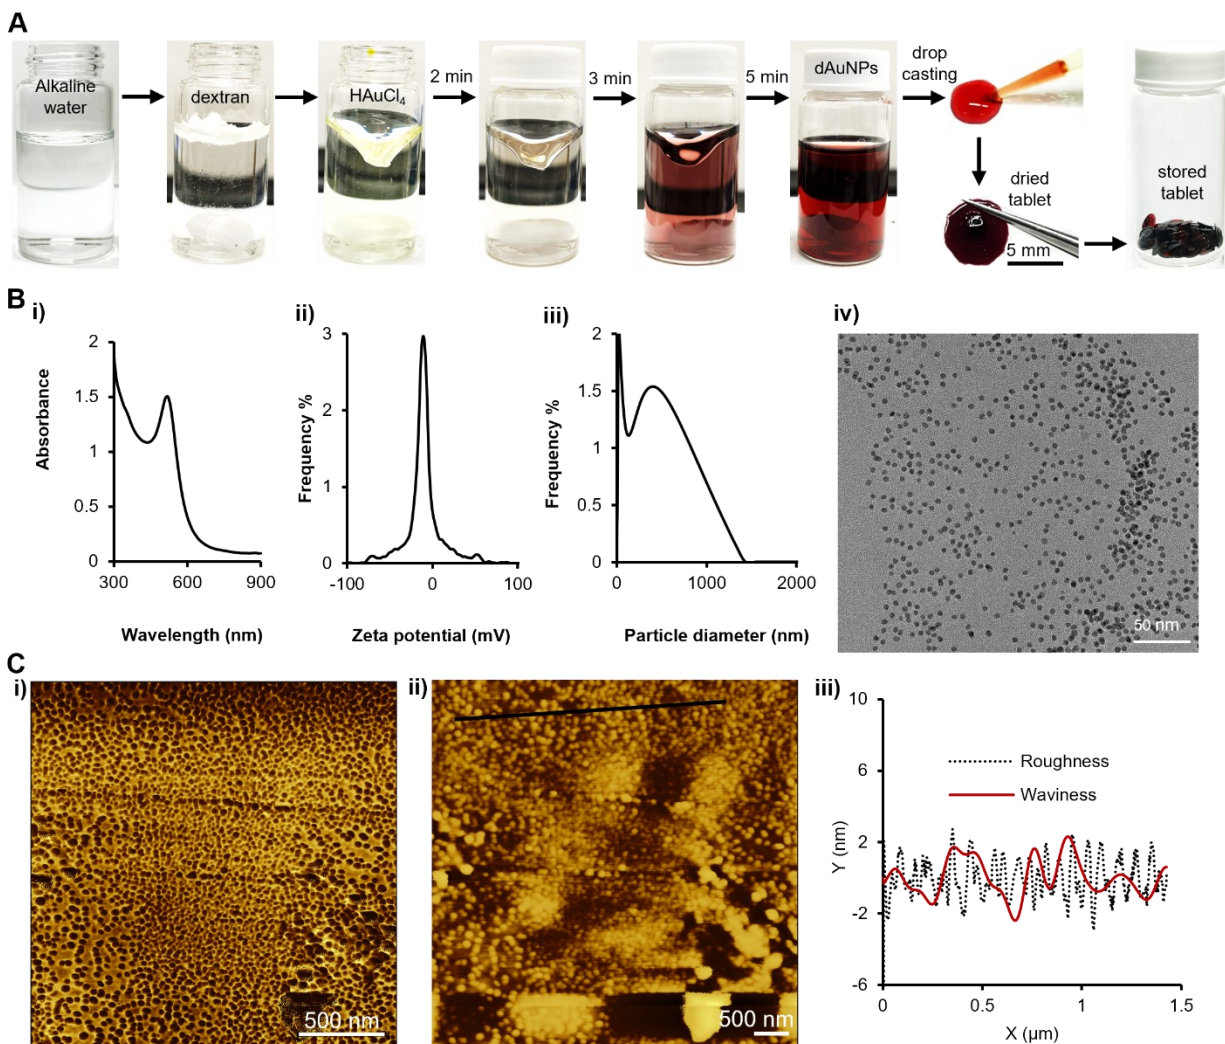 A
Alkaline
water
dextran
HAuCl4
2 min
3 min
5 min
dAuNPs
drop
casting
dried
tablet
5 mm
stored
tablet
B
i)
Absorbance
2
1.5
1
0.5
0
300
600
900
Wavelength (nm)
ii)
Frequency %
3
2
1
0
-100
0
100
Zeta potential (mV)
iii)
Frequency %
2
1.5
1
0.5
0
0
1000
2000
Particle diameter (nm)
iv)
50 nm
C
i)
500 nm
ii)
500 nm
iii)
Y (nm)
10
6
2
-2
-6
Roughness
Waviness
0
0.5
1
1.5
X (µm)